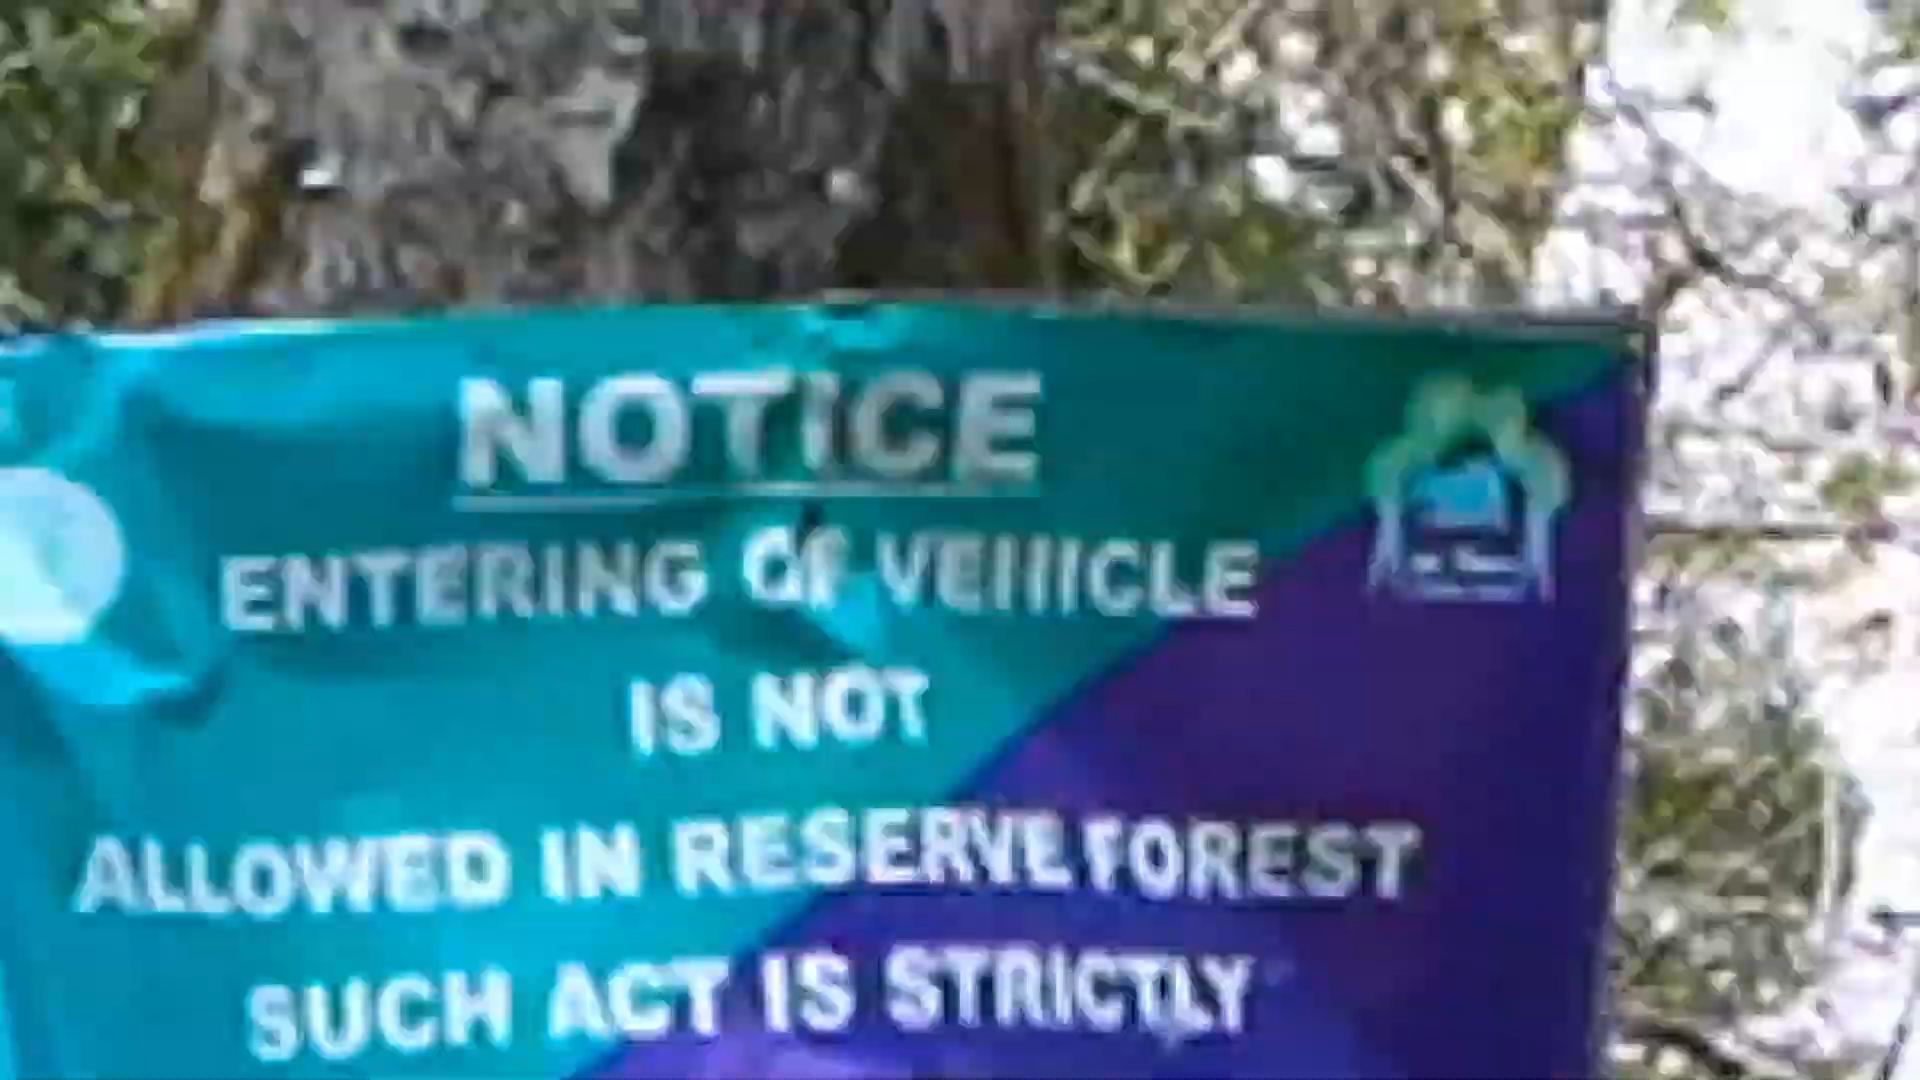 NOTICE
ENTERING OF VEHICLE
IS NOT
ALLOWED IN RESERVE FOREST
SUCH ACT IS STRICTLY